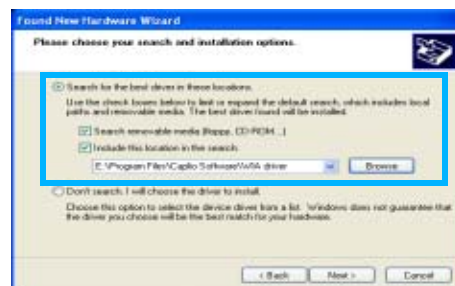 Found New Hardware Wizard
Please choose your search and installation options.
Search for the best driver in these locations.
Use the check boxes below to limit or expand the default search, which includes local
paths and removable media. The best driver found will be installed.
Search removable media (floppy, CD-ROM...)
Include this location in the search:
E:\Program Files\Caplio Software\WIA driver
Browse
Don't search. I will choose the driver to install.
Choose this option to select the device driver from a list. Windows does not guarantee that
the driver you choose will be the best match for your hardware.
< Back
Next >
Cancel